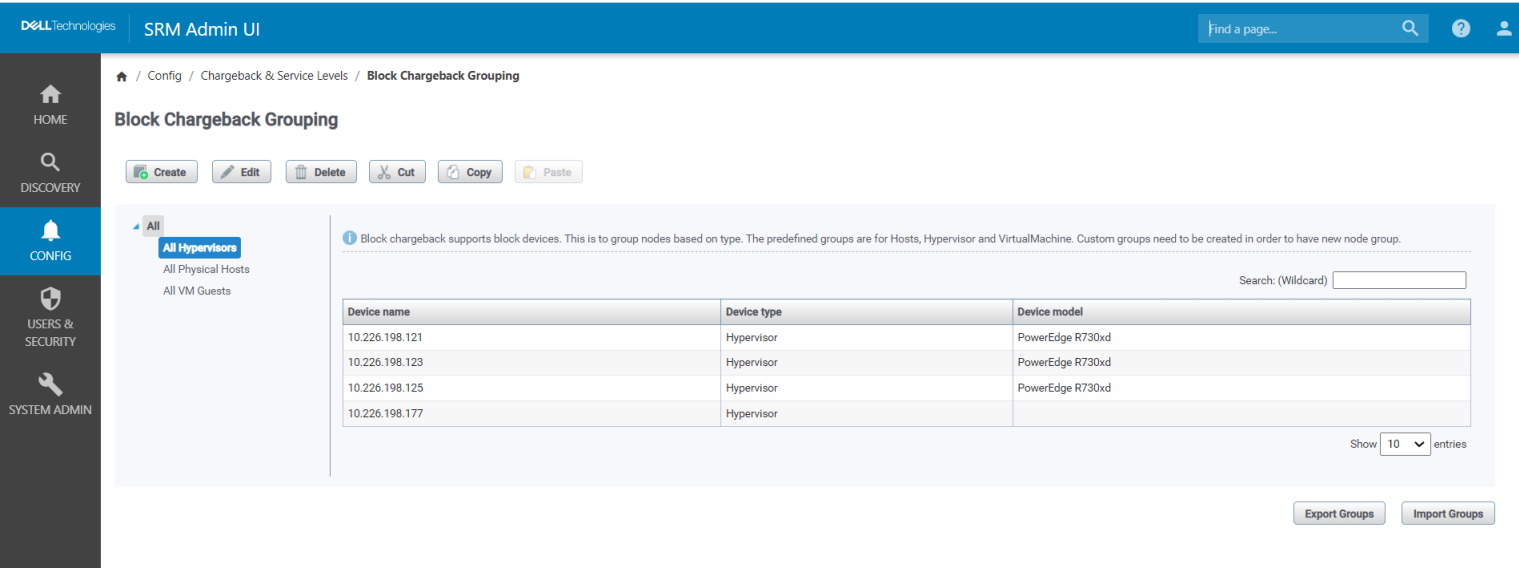 DELLTechnologies SRM Admin UI Find a page...
/ Config / Chargeback & Service Levels / Block Chargeback Grouping
HOME
DISCOVERY
CONFIG
USERS &
SECURITY
SYSTEM ADMIN
Block Chargeback Grouping
Create Edit Delete Cut Copy Paste
All
All Hypervisors
All Physical Hosts
All VM Guests
Block chargeback supports block devices. This is to group nodes based on type. The predefined groups are for Hosts, Hypervisor and VirtualMachine. Custom groups need to be created in order to have new node group.
Search: (Wildcard)
Device name Device type Device model
10.226.198.121 Hypervisor PowerEdge R730xd
10.226.198.123 Hypervisor PowerEdge R730xd
10.226.198.125 Hypervisor PowerEdge R730xd
10.226.198.177 Hypervisor
Show 10 entries
Export Groups Import Groups